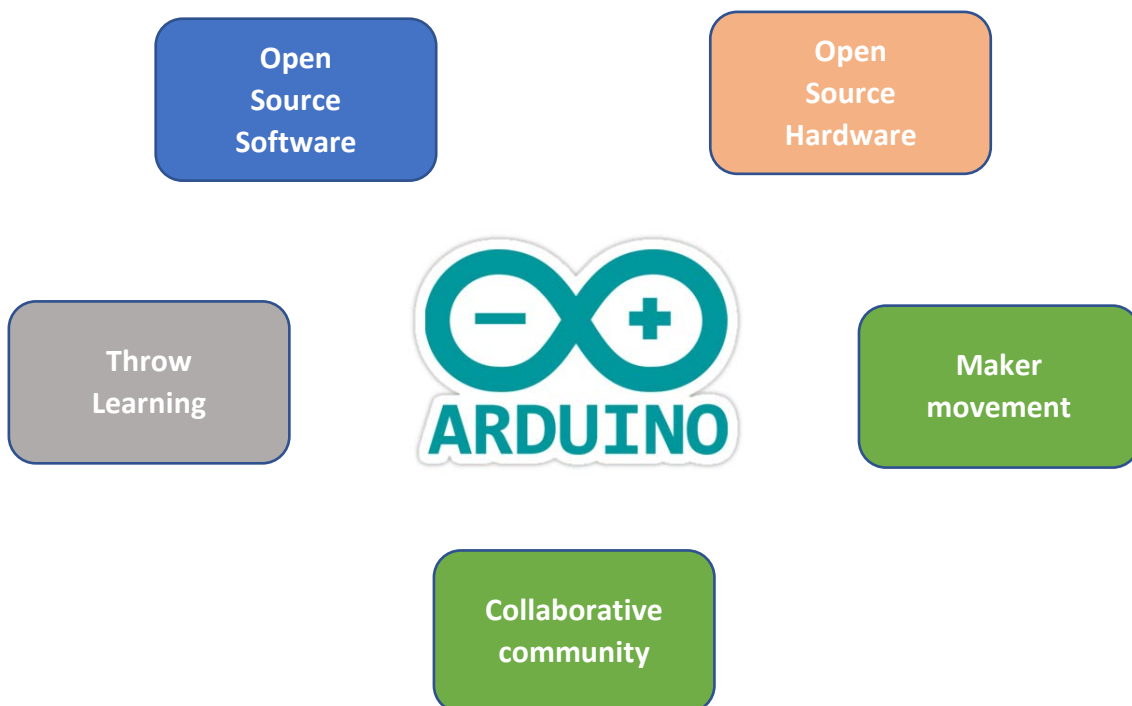 Open
Source
Software
Open
Source
Hardware
Throw
Learning
ARDUINO
Maker
movement
Collaborative
community